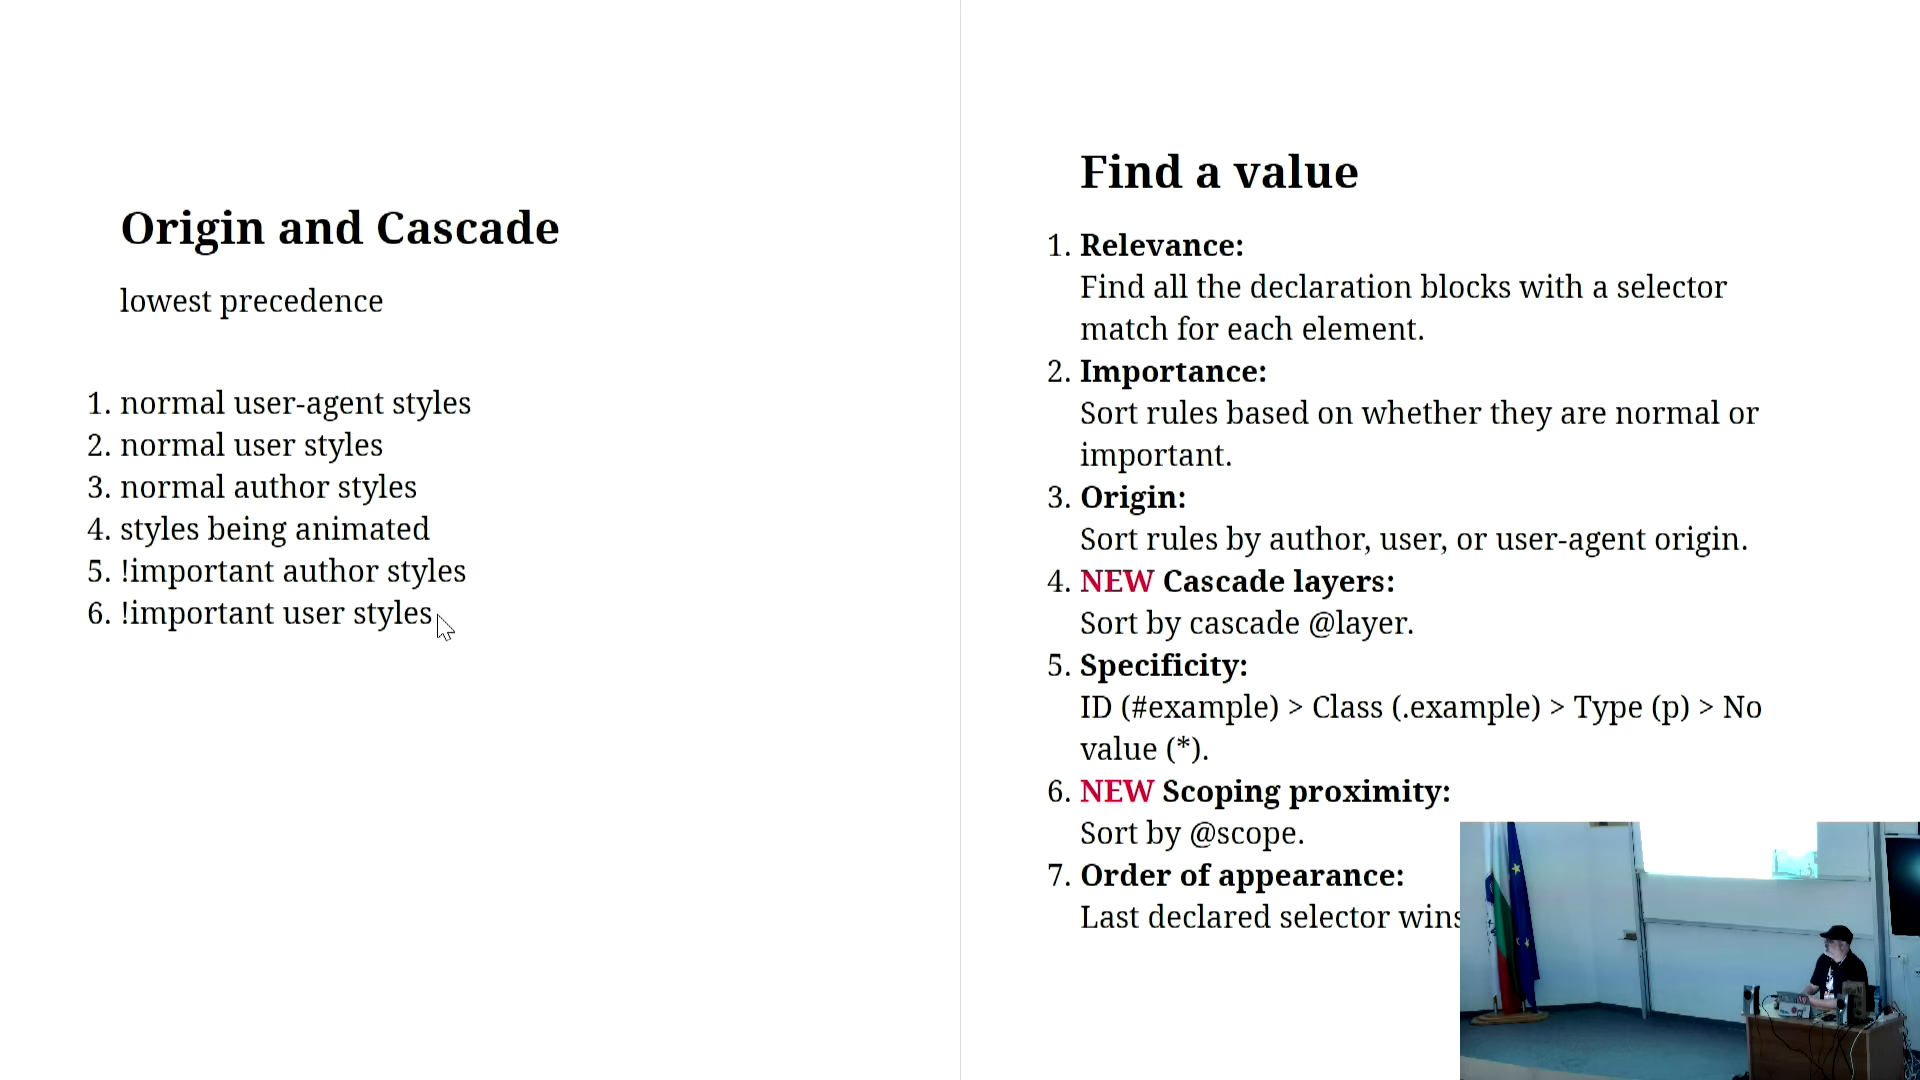 Origin and Cascade
lowest precedence
1. normal user-agent styles
2. normal user styles
3. normal author styles
4. styles being animated
5. !important author styles
6. !important user styles
Find a value
1. Relevance:
Find all the declaration blocks with a selector
match for each element.
2. Importance:
Sort rules based on whether they are normal or
important.
3. Origin:
Sort rules by author, user, or user-agent origin.
4. NEW Cascade layers:
Sort by cascade @layer.
5. Specificity:
ID (#example) > Class (.example) > Type (p) > No
value (*).
6. NEW Scoping proximity:
Sort by @scope.
7. Order of appearance:
Last declared selector wins